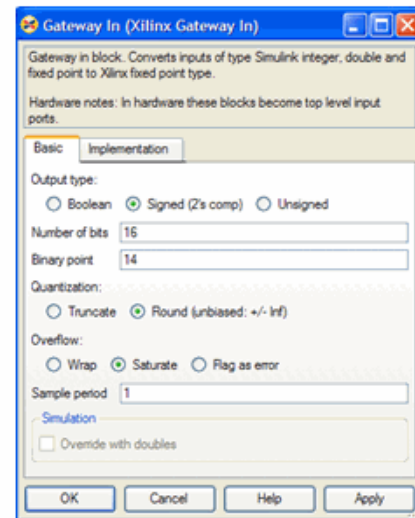 Gateway In (Xilinx Gateway In)
Gateway in block. Converts inputs of type Simulink integer, double and
fixed point to Xilinx fixed point type.
Hardware notes: In hardware these blocks become top level input
ports.
Basic Implementation
Output type:
Boolean Signed (2's comp) Unsigned
Number of bits 16
Binary point 14
Quantization:
Truncate Round (unbiased: +/- Inf)
Overflow:
Wrap Saturate Flag as error
Sample period 1
Simulation
Override with doubles
OK Cancel Help Apply